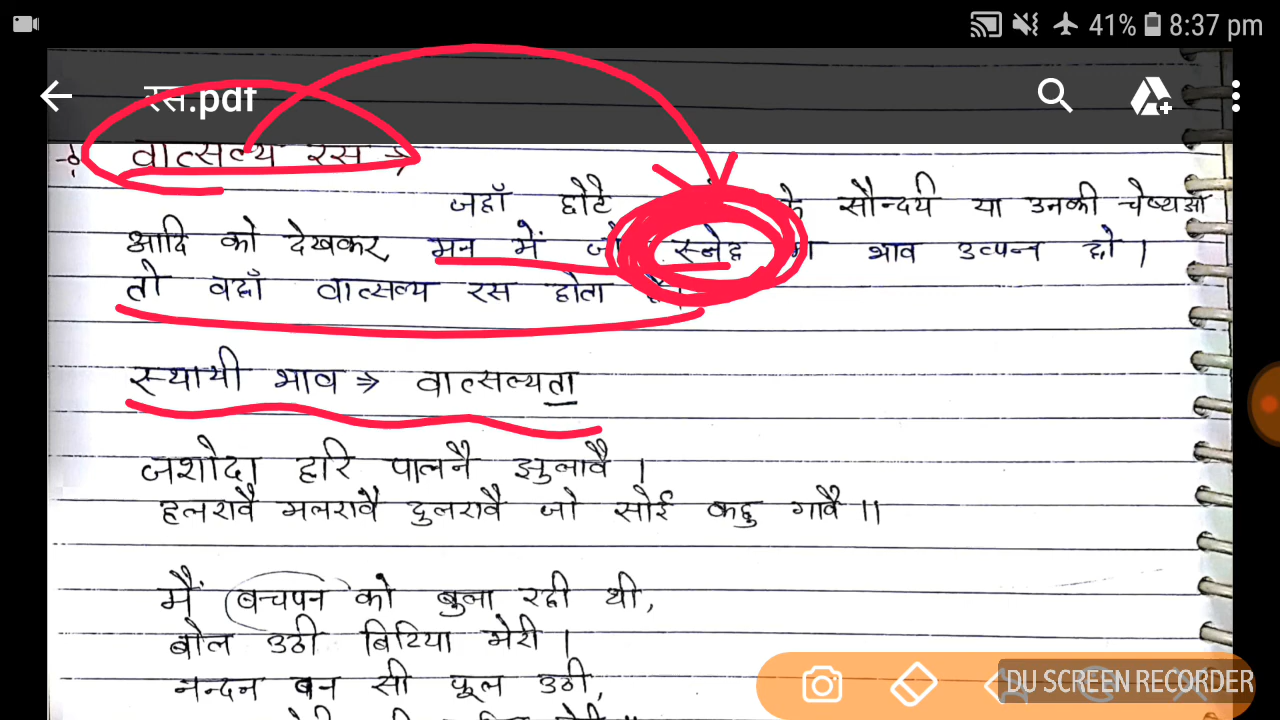 41% 8:37 pm
रस.pdf
वात्सल्य रस ⇒
जहाँ छोटे के सौन्दर्य या उनकी चेष्टाओं
आदि को देखकर मन में जो स्नेह का भाव उत्पन्न हो।
तो वहाँ वात्सल्य रस होता है।
स्थायी भाव ⇒ वात्सल्यता
जशोदा हरि पालनै झुलावै।
हलरावै मलरावै दुलरावै जो सोई कछु गावै॥
मैं बचपन को बुला रही थी,
बोल उठी बिटिया मेरी।
नन्दन बन सी फूल उठी,
DU SCREEN RECORDER